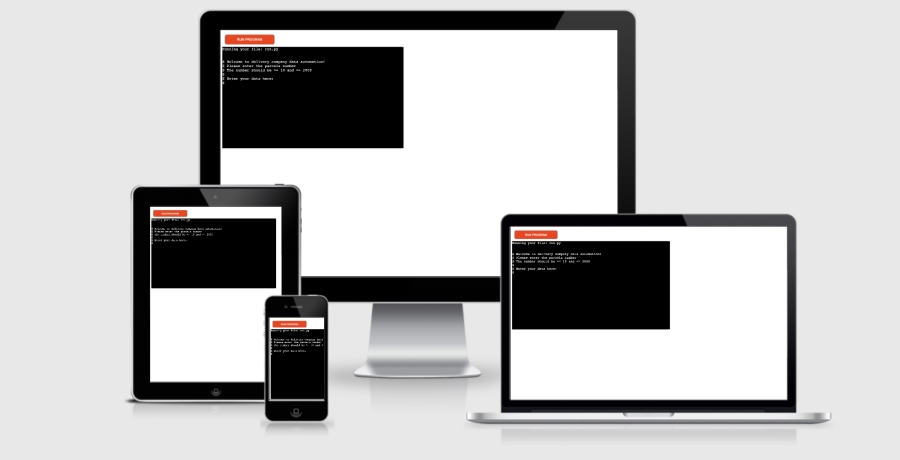 RUN PROGRAM
Running your file: run.py
# Welcome to delivery company data automation!
# Please enter the parcels number
# The number should be >= 10 and <= 2000
#
# Enter your data here:
RUN PROGRAM
Running your file: run.py
# Welcome to delivery company data automation!
# Please enter the parcels number
# The number should be >= 10 and <= 2000
#
# Enter your data here:
RUN PROGRAM
Running your file: run.py
# Welcome to delivery company data automation!
# Please enter the parcels number
# The number should be >= 10 and <= 2000
#
# Enter your data here:
RUN PROGRAM
Running your file: run.py
# Welcome to delivery company data
# Please enter the parcels number
# The number should be >= 10 and
# Enter your data here: